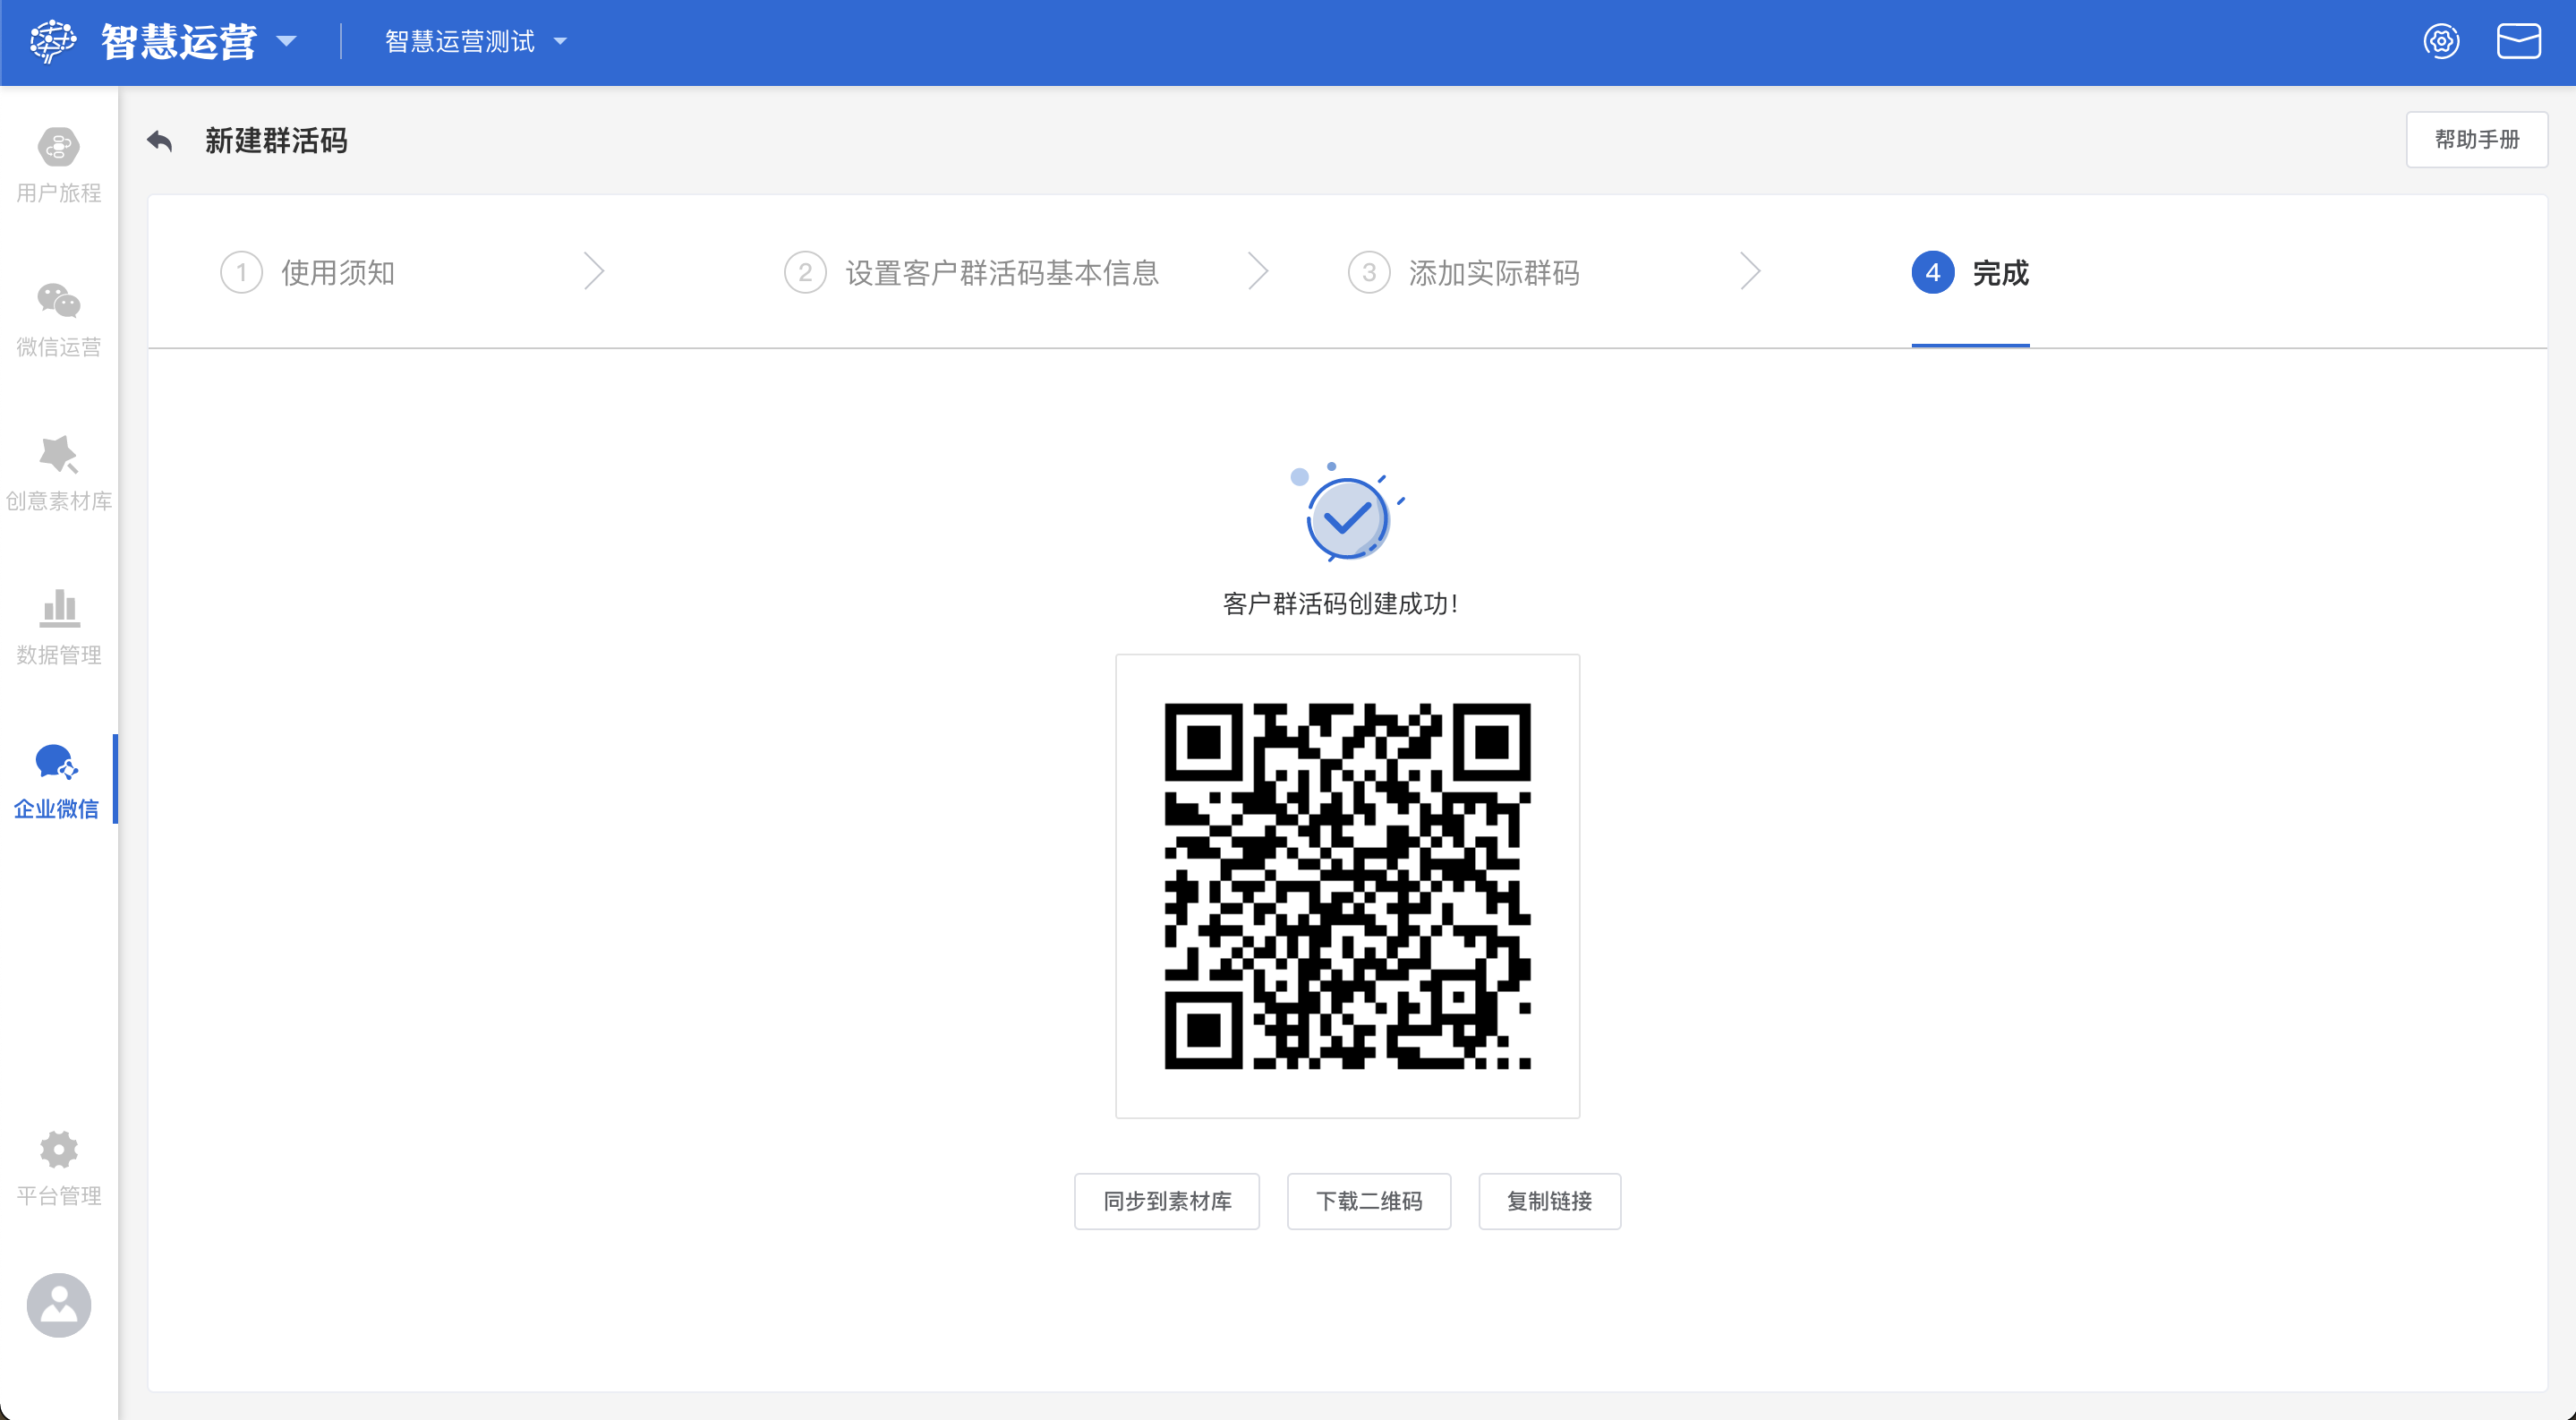 智慧运营
智慧运营测试
新建群活码
帮助手册
用户旅程
微信运营
创意素材库
数据管理
企业微信
平台管理
1 使用须知
2 设置客户群活码基本信息
3 添加实际群码
4 完成
客户群活码创建成功!
同步到素材库
下载二维码
复制链接